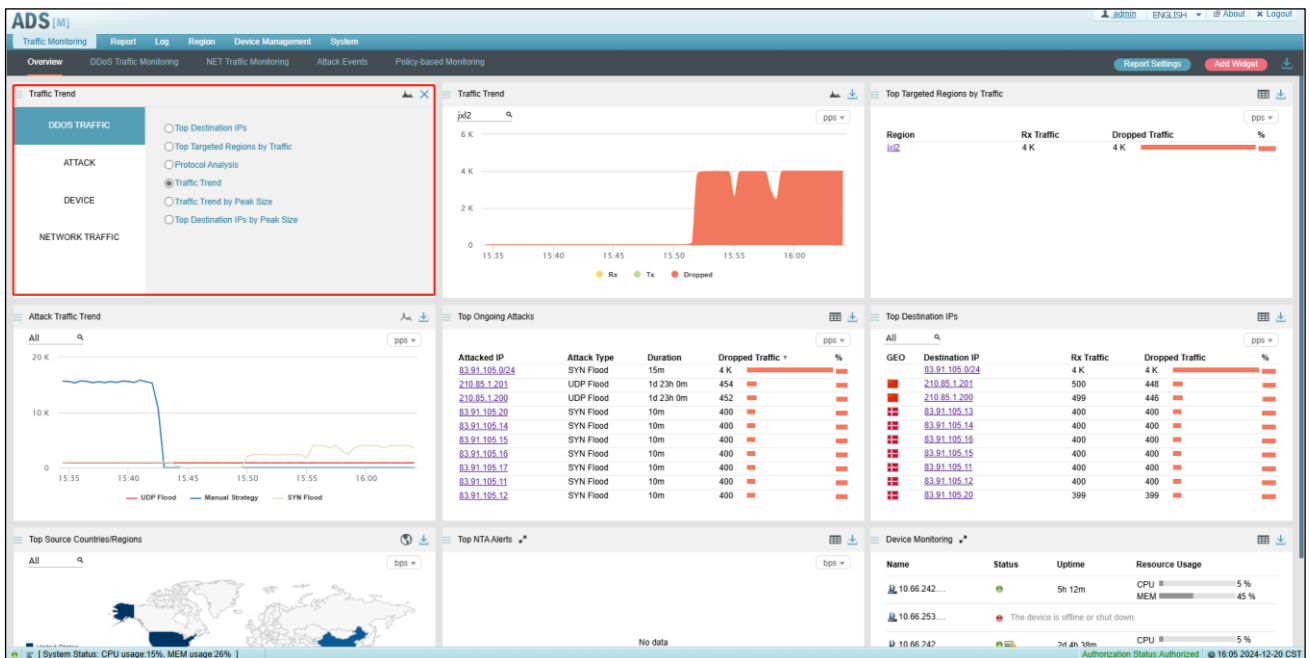 ADS [M]
admin ENGLISH About Logout
Traffic Monitoring Report Log Region Device Management System
Overview DDoS Traffic Monitoring NET Traffic Monitoring Attack Events Policy-based Monitoring Report Settings Add Widget
Traffic Trend
DDOS TRAFFIC
ATTACK
DEVICE
NETWORK TRAFFIC
Top Destination IPs
Top Targeted Regions by Traffic
Protocol Analysis
Traffic Trend
Traffic Trend by Peak Size
Top Destination IPs by Peak Size
Traffic Trend
jxl2 pps
6 K
4 K
2 K
0
15:35 15:40 15:45 15:50 15:55 16:00
Rx Tx Dropped
Top Targeted Regions by Traffic
pps
Region Rx Traffic Dropped Traffic %
jxl2 4 K 4 K
Attack Traffic Trend
All pps
20 K
10 K
0
15:35 15:40 15:45 15:50 15:55 16:00
UDP Flood Manual Strategy SYN Flood
Top Ongoing Attacks
pps
Attacked IP Attack Type Duration Dropped Traffic %
83.91.105.0/24 SYN Flood 15m 4 K
210.85.1.201 UDP Flood 1d 23h 0m 454
210.85.1.200 UDP Flood 1d 23h 0m 452
83.91.105.20 SYN Flood 10m 400
83.91.105.14 SYN Flood 10m 400
83.91.105.15 SYN Flood 10m 400
83.91.105.16 SYN Flood 10m 400
83.91.105.17 SYN Flood 10m 400
83.91.105.11 SYN Flood 10m 400
83.91.105.12 SYN Flood 10m 400
Top Destination IPs
All pps
GEO Destination IP Rx Traffic Dropped Traffic %
83.91.105.0/24 4 K 4 K
210.85.1.201 500 448
210.85.1.200 499 446
83.91.105.13 400 400
83.91.105.14 400 400
83.91.105.16 400 400
83.91.105.15 400 400
83.91.105.11 400 400
83.91.105.12 400 400
83.91.105.20 399 399
Top Source Countries/Regions
All bps
United States
Top NTA Alerts
bps
No data
Device Monitoring
Name Status Uptime Resource Usage
10.66.242.... 5h 12m CPU 5 %
MEM 45 %
10.66.253.... The device is offline or shut down.
10.66.242 2d 4h 38m CPU 5 %
[ System Status: CPU usage:15%, MEM usage:26% ] Authorization Status:Authorized 16:05 2024-12-20 CST